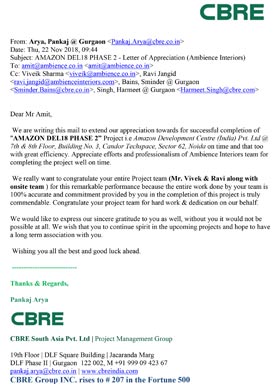 CBRE
From: Arya, Pankaj @ Gurgaon <Pankaj.Arya@cbre.co.in>
Date: Thu, 22 Nov 2018, 09:44
Subject: AMAZON DEL18 PHASE 2 - Letter of Appreciation (Ambience Interiors)
To: amit@ambience.co.in <amit@ambience.co.in>
Cc: Viveik Sharma <viveik@ambience.co.in>, Ravi Jangid
<ravi.jangid@ambienceinteriors.com>, Bains, Sminder @ Gurgaon
<Sminder.Bains@cbre.co.in>, Singh, Harmeet @ Gurgaon <Harmeet.Singh@cbre.com>
Dear Mr Amit,
We are writing this mail to extend our appreciation towards for successful completion of
"AMAZON DEL18 PHASE 2" Project i.e Amazon Development Centre (India) Pvt. Ltd @
7th & 8th Floor, Building No. 3, Candor Techspace, Sector 62, Noida on time and that too
with great efficiency. Appreciate efforts and professionalism of Ambience Interiors team for
completing the project well on time.
We really want to congratulate your entire Project team (Mr. Vivek & Ravi along with
onsite team ) for this remarkable performance because the entire work done by your team is
100% accurate and commitment provided by you in the completion of this project is truly
commendable. Congratulate your project team for hard work & dedication on our behalf.
We would like to express our sincere gratitude to you as well, without you it would not be
possible at all. We wish that you to continue spirit in the upcoming projects and hope to have
a long term association with you.
Wishing you all the best and good luck ahead.
Thanks & Regards,
Pankaj Arya
CBRE
CBRE South Asia Pvt. Ltd | Project Management Group
19th Floor | DLF Square Building | Jacaranda Marg
DLF Phase II | Gurgaon 122 002, M +91 999 09 423 67
pankaj.arya@cbre.co.in | www.cbreindia.com
CBRE Group INC. rises to # 207 in the Fortune 500